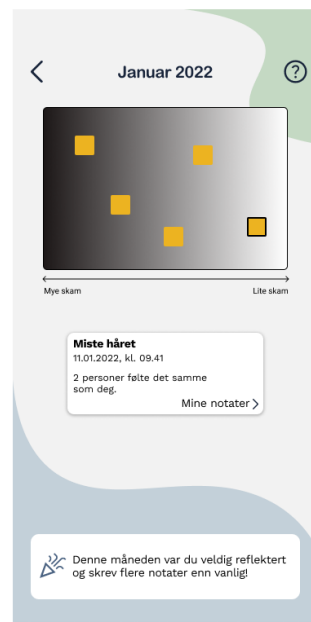 Januar 2022
?
Mye skam
Lite skam
Miste håret
11.01.2022, kl. 09.41
2 personer følte det samme
som deg.
Mine notater
Denne måneden var du veldig reflektert
og skrev flere notater enn vanlig!